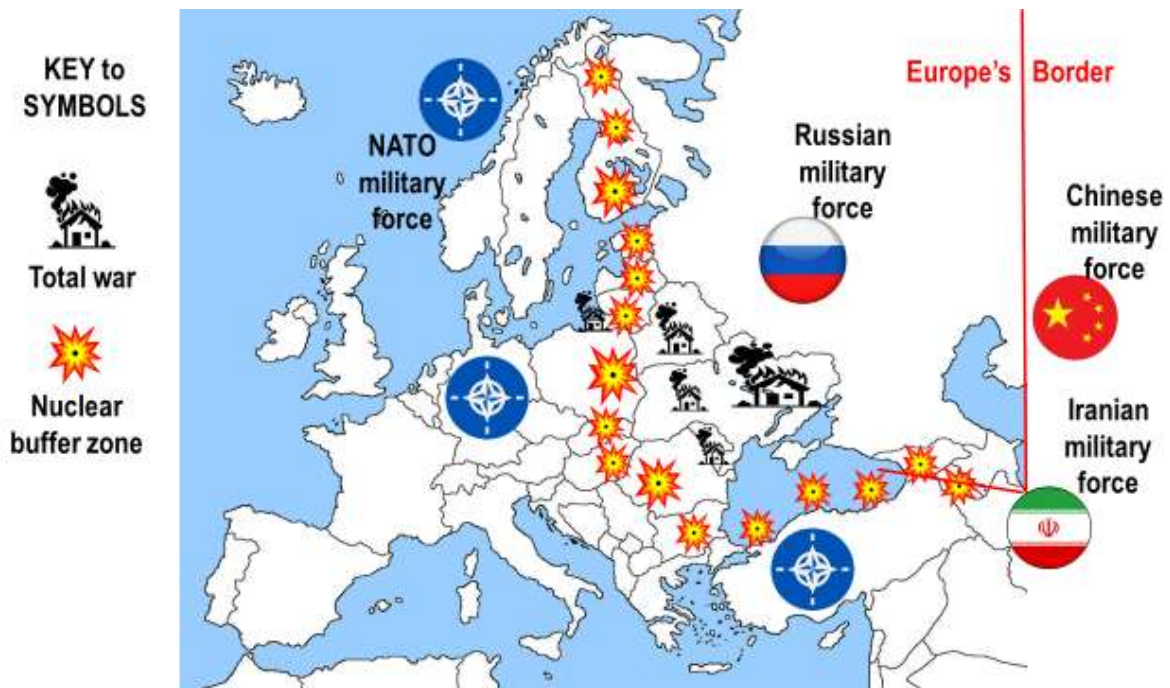 KEY to
SYMBOLS
Total war
Nuclear
buffer zone
NATO
military
force
Russian
military
force
Europe's Border
Chinese
military
force
Iranian
military
force